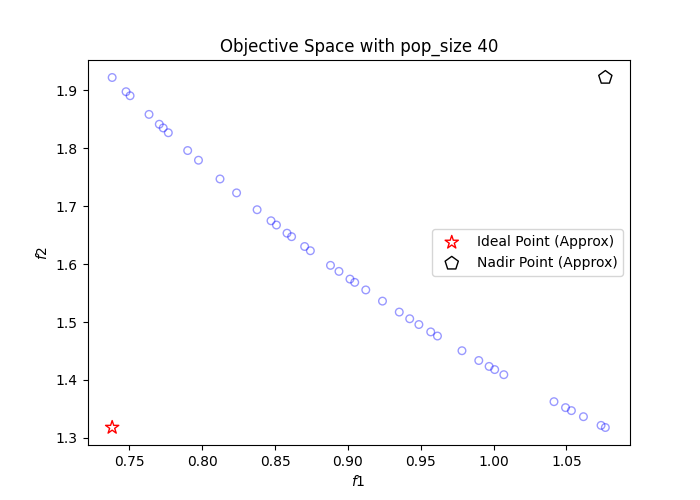 Objective Space with pop_size 40
1.9
1.8
1.7
1.6
1.5
1.4
1.3
f2
Ideal Point (Approx)
Nadir Point (Approx)
0.75 0.80 0.85 0.90 0.95 1.00 1.05
f1